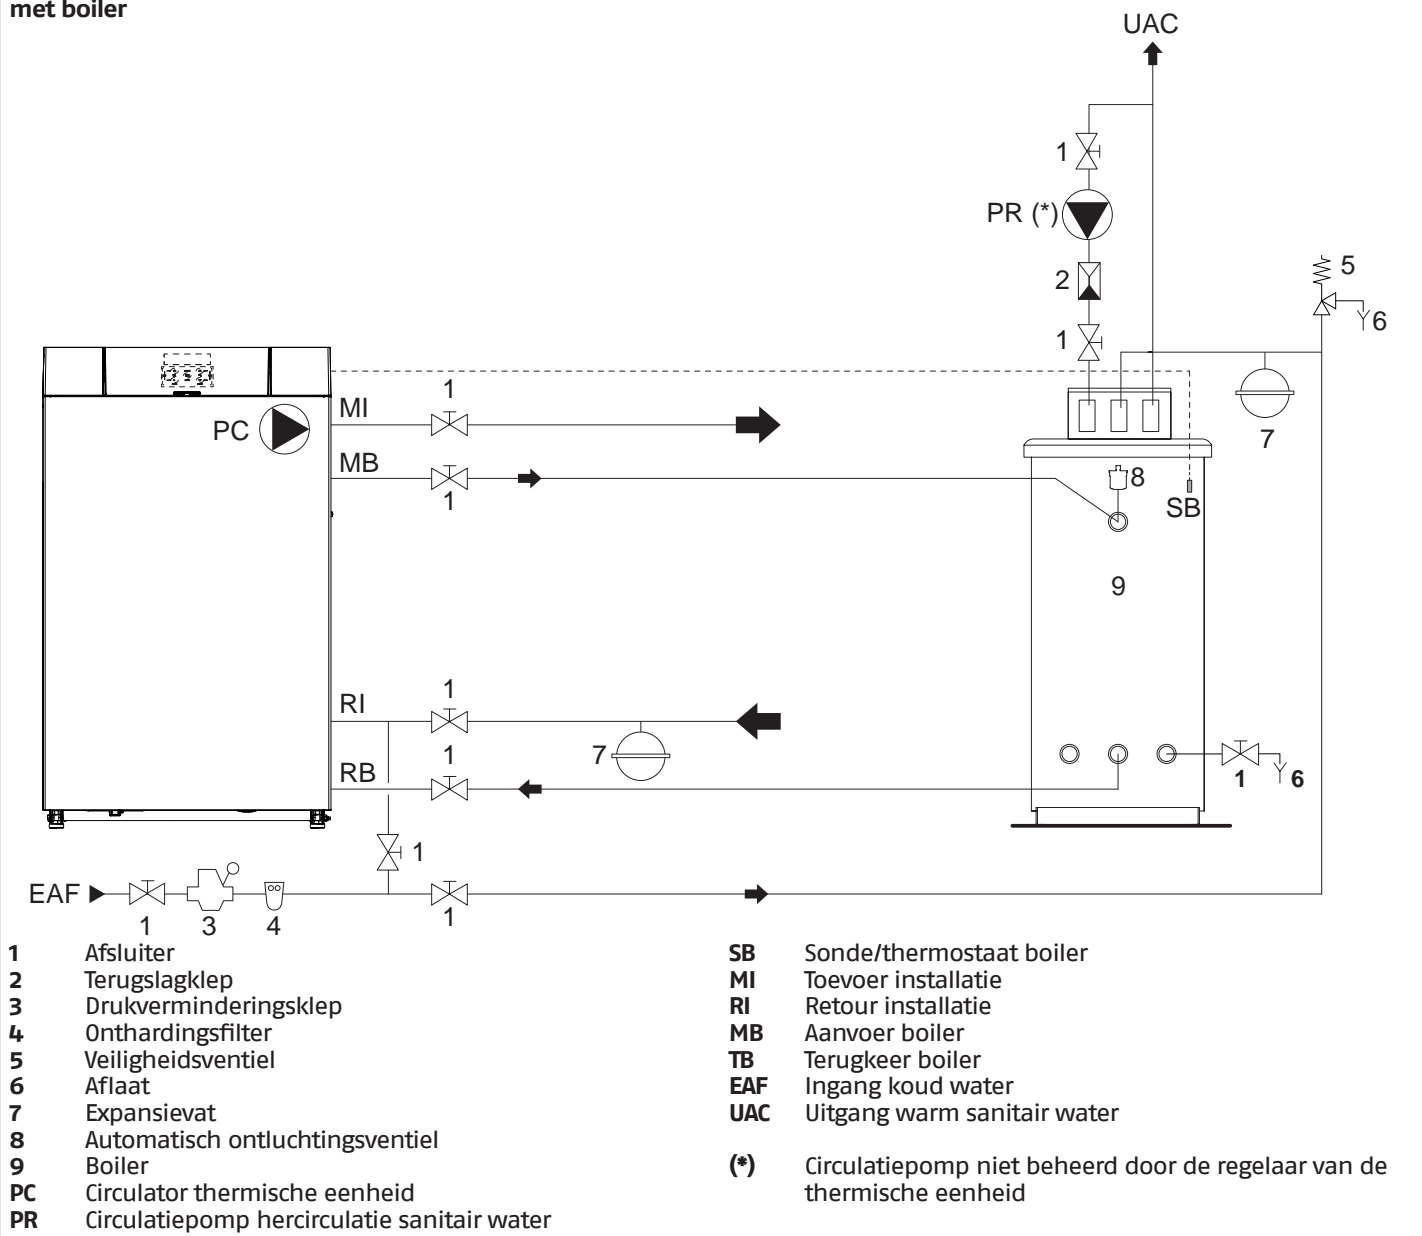 met boiler
UAC
1
PR (*)
2
1
5
6
7
PC
MI
1
MB
1
8
SB
9
RI
1
7
RB
1
1
6
1
EAF
1
3
4
1
1 Afsluiter
2 Terugslagklep
3 Drukverminderingsklep
4 Onthardingsfilter
5 Veiligheidsventiel
6 Aflaat
7 Expansievat
8 Automatisch ontluchtingsventiel
9 Boiler
PC Circulator thermische eenheid
PR Circulatiepomp hercirculatie sanitair water
SB Sonde/thermostaat boiler
MI Toevoer installatie
RI Retour installatie
MB Aanvoer boiler
TB Terugkeer boiler
EAF Ingang koud water
UAC Uitgang warm sanitair water
(*) Circulatiepomp niet beheerd door de regelaar van de
thermische eenheid